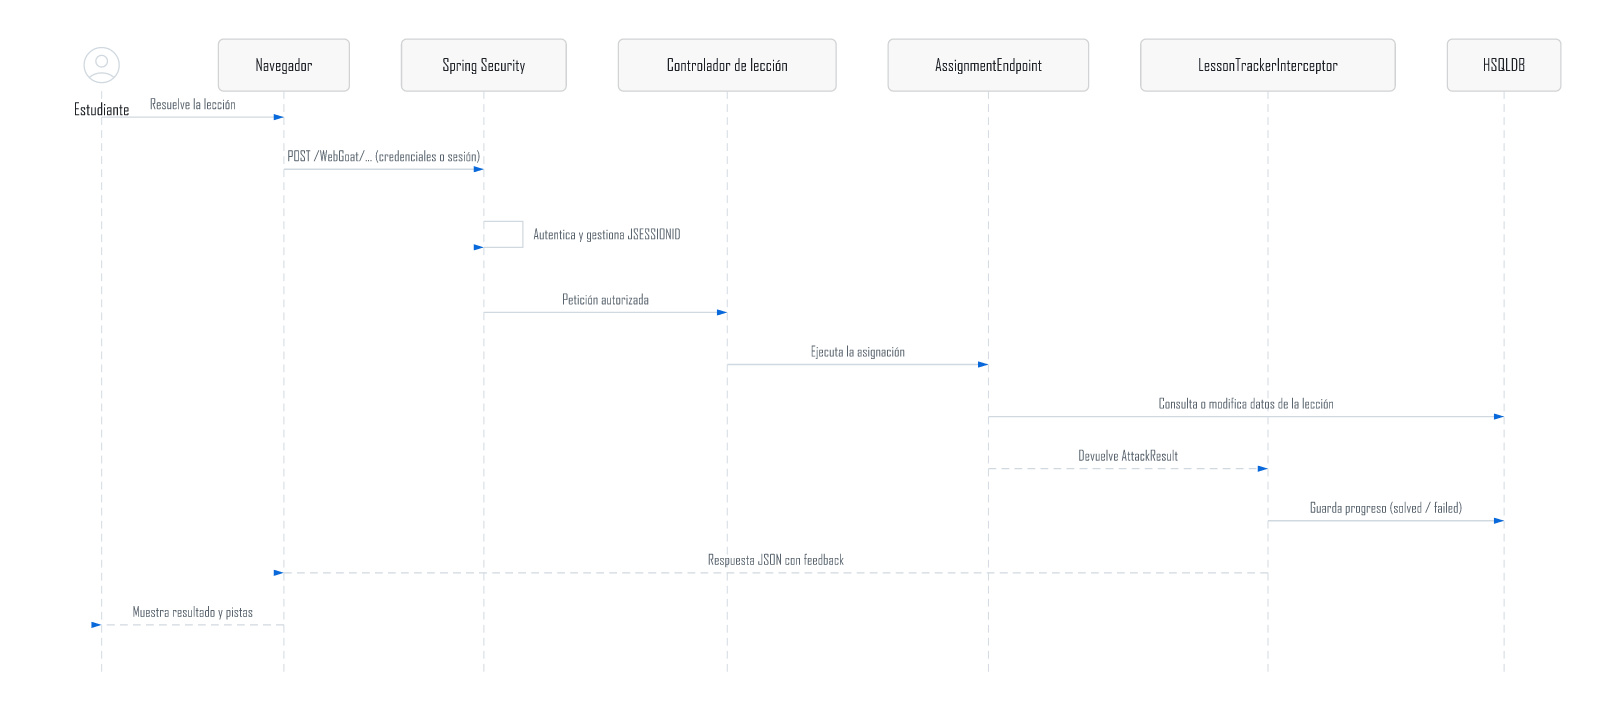 Navegador
Spring Security
Controlador de lección
AssignmentEndpoint
LessonTrackerInterceptor
HSQLDB
Estudiante
Resuelve la lección
POST /WebGoat/... (credenciales o sesión)
Autentica y gestiona JSESSIONID
Petición autorizada
Ejecuta la asignación
Consulta o modifica datos de la lección
Devuelve AttackResult
Guarda progreso (solved / failed)
Respuesta JSON con feedback
Muestra resultado y pistas